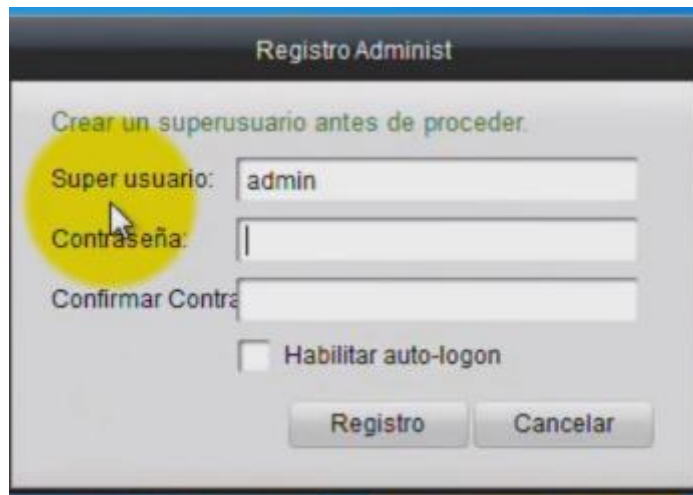 Registro Administ
Crear un superusuario antes de proceder.
Super usuario: admin
Contraseña:
Confirmar Contra
Habilitar auto-logon
Registro Cancelar